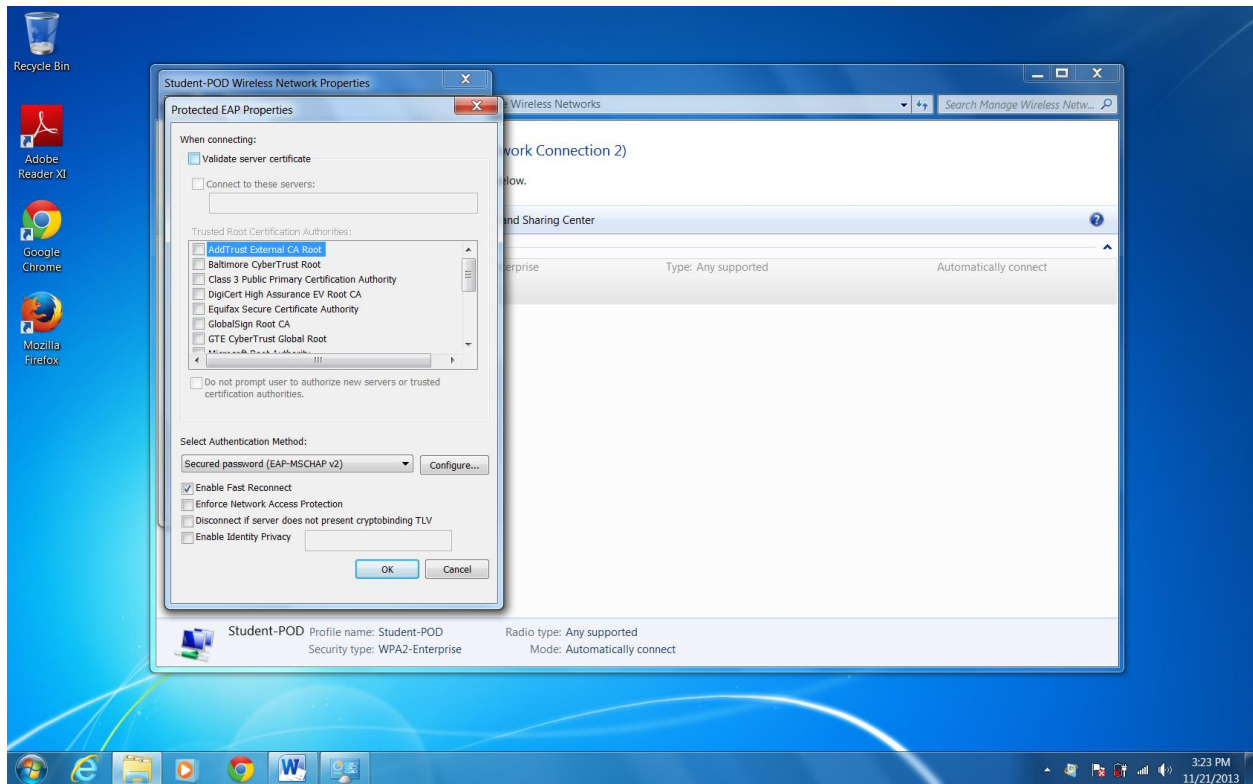 Recycle Bin
Adobe
Reader XI
Google
Chrome
Mozilla
Firefox
Student-POD Wireless Network Properties
Protected EAP Properties
When connecting:
Validate server certificate
Connect to these servers:
Trusted Root Certification Authorities:
AddTrust External CA Root
Baltimore CyberTrust Root
Class 3 Public Primary Certification Authority
DigiCert High Assurance EV Root CA
Equifax Secure Certificate Authority
GlobalSign Root CA
GTE CyberTrust Global Root
Do not prompt user to authorize new servers or trusted
certification authorities.
Select Authentication Method:
Secured password (EAP-MSCHAP v2)
Configure...
Enable Fast Reconnect
Enforce Network Access Protection
Disconnect if server does not present cryptobinding TLV
Enable Identity Privacy
OK Cancel
Wireless Networks
Search Manage Wireless Netw...
work Connection 2)
elow.
and Sharing Center
erprise Type: Any supported Automatically connect
Student-POD Profile name: Student-POD Radio type: Any supported
Security type: WPA2-Enterprise Mode: Automatically connect
3:23 PM
11/21/2013